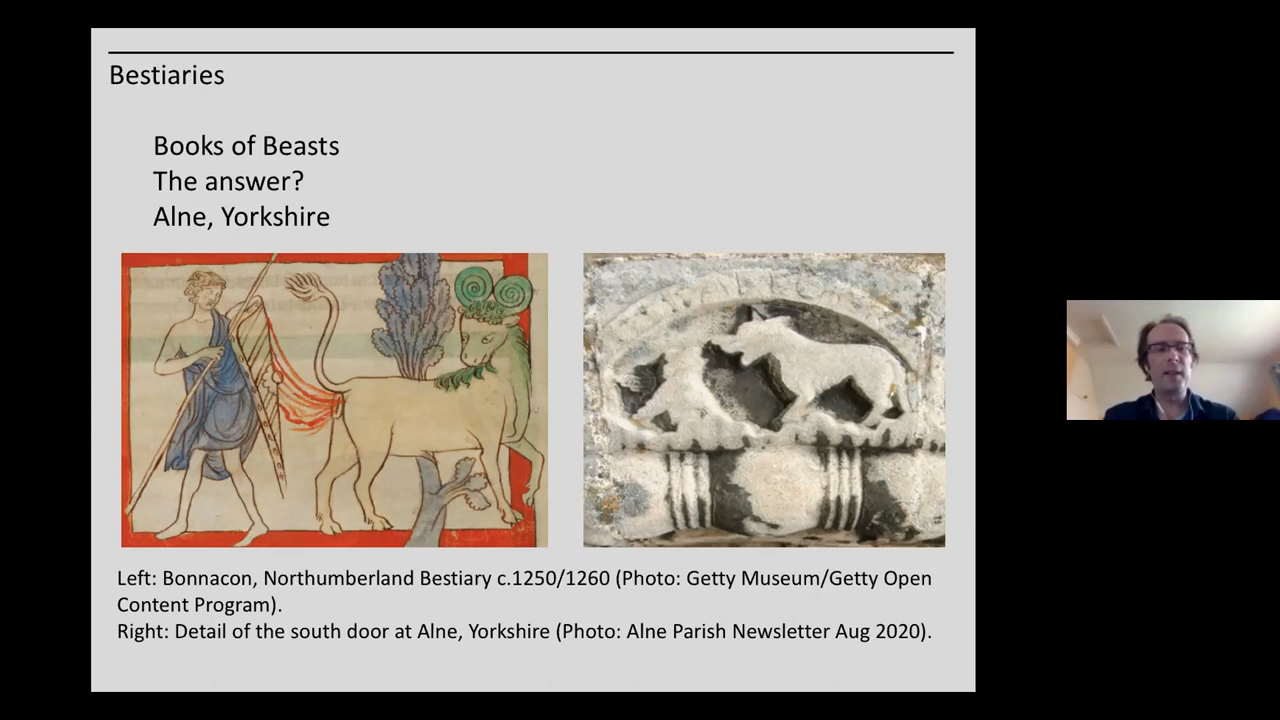 Bestiaries
Books of Beasts
The answer?
Alne, Yorkshire
Left: Bonnacon, Northumberland Bestiary c.1250/1260 (Photo: Getty Museum/Getty Open
Content Program).
Right: Detail of the south door at Alne, Yorkshire (Photo: Alne Parish Newsletter Aug 2020).